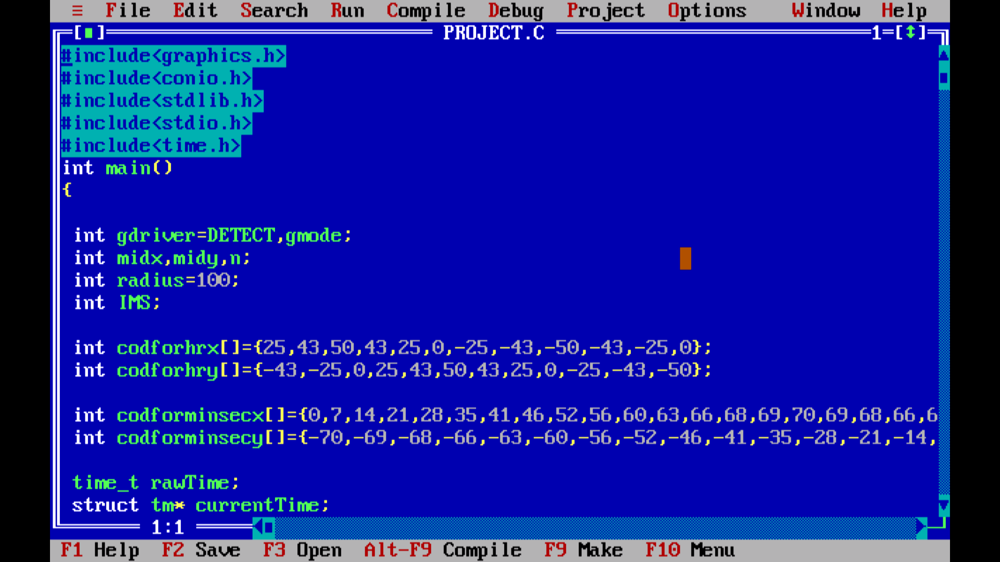 ≡ File Edit Search Run Compile Debug Project Options Window Help
[■] PROJECT.C 1=[↕]
#include<graphics.h>
#include<conio.h>
#include<stdlib.h>
#include<stdio.h>
#include<time.h>
int main()
{
int gdriver=DETECT,gmode;
int midx,midy,n;
int radius=100;
int IMS;
int codforhrx[]={25,43,50,43,25,0,-25,-43,-50,-43,-25,0};
int codforhry[]={-43,-25,0,25,43,50,43,25,0,-25,-43,-50};
int codforminsecx[]={0,7,14,21,28,35,41,46,52,56,60,63,66,68,69,70,69,68,66,6
int codforminsecy[]={-70,-69,-68,-66,-63,-60,-56,-52,-46,-41,-35,-28,-21,-14,
time_t rawTime;
struct tm* currentTime;
1:1
F1 Help F2 Save F3 Open Alt-F9 Compile F9 Make F10 Menu